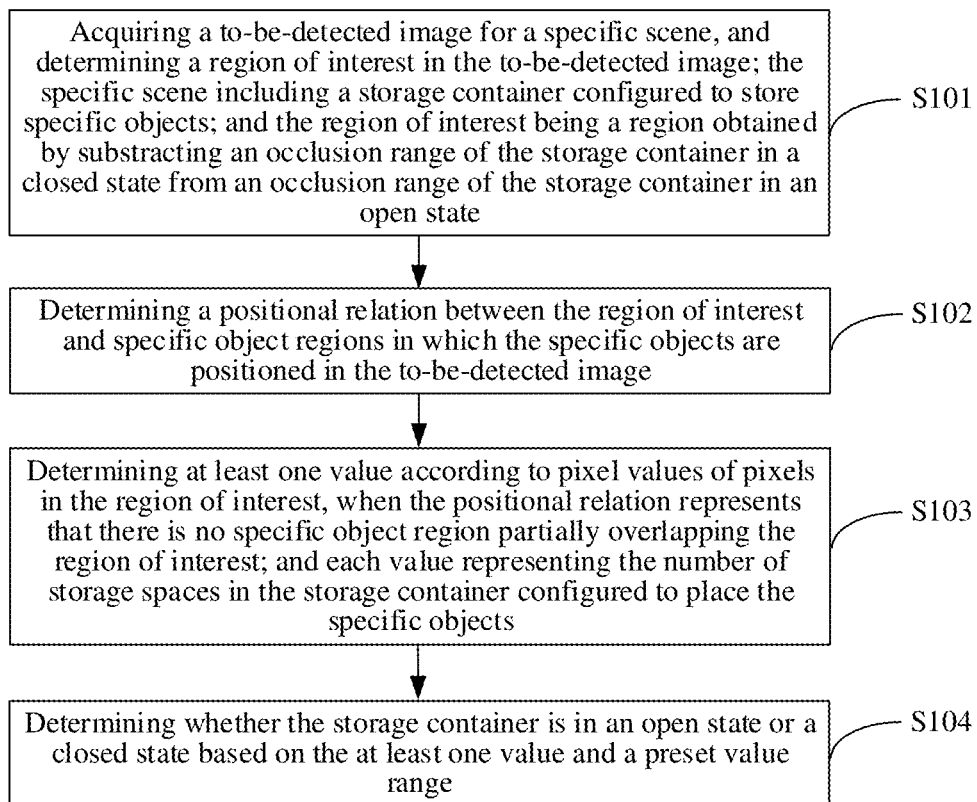 Acquiring a to-be-detected image for a specific scene, and
determining a region of interest in the to-be-detected image; the
specific scene including a storage container configured to store
specific objects; and the region of interest being a region obtained
by substracting an occlusion range of the storage container in a
closed state from an occlusion range of the storage container in an
open state
S101
Determining a positional relation between the region of interest
and specific object regions in which the specific objects are
positioned in the to-be-detected image
S102
Determining at least one value according to pixel values of pixels
in the region of interest, when the positional relation represents
that there is no specific object region partially overlapping the
region of interest; and each value representing the number of
storage spaces in the storage container configured to place the
specific objects
S103
Determining whether the storage container is in an open state or a
closed state based on the at least one value and a preset value
range
S104